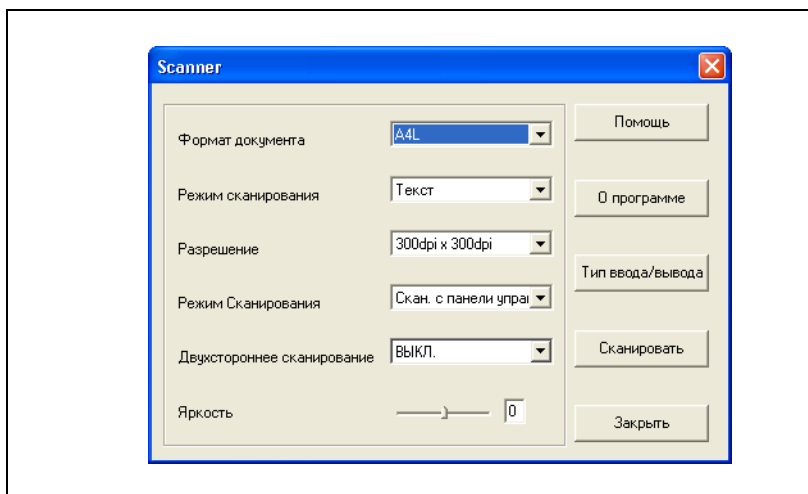 Scanner
Формат документа
A4L
Режим сканирования
Текст
Разрешение
300dpi x 300dpi
Режим Сканирования
Скан. с панели упра
Двухстороннее сканирование
ВЫКЛ.
Яркость
0
Помощь
О программе
Тип ввода/вывода
Сканировать
Закрыть